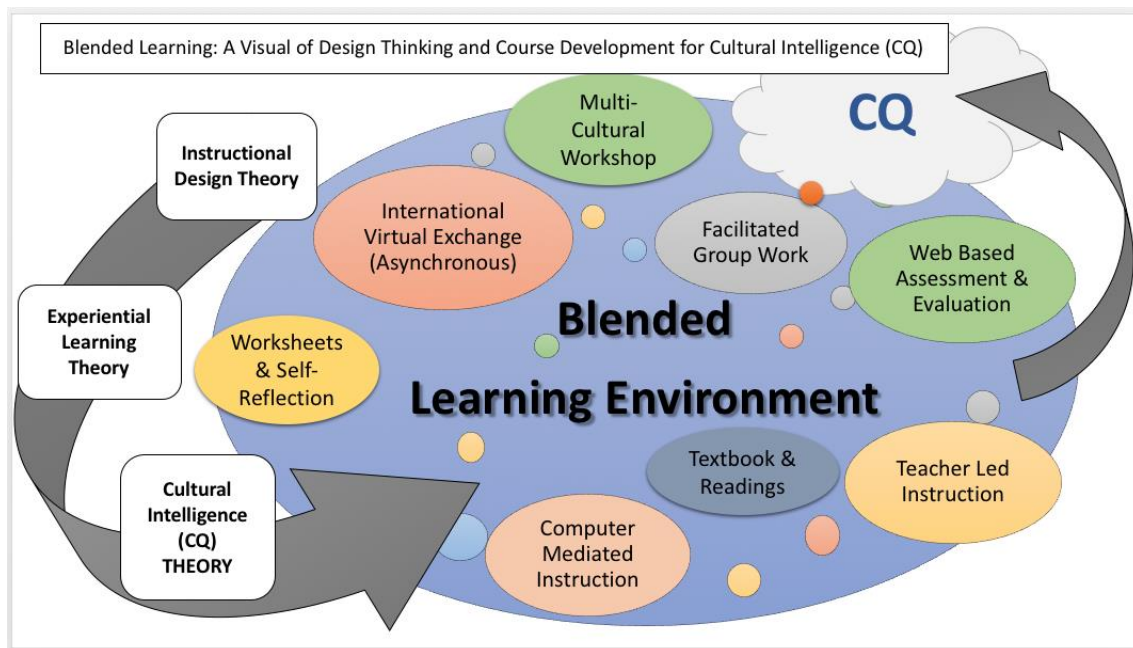 Blended Learning: A Visual of Design Thinking and Course Development for Cultural Intelligence (CQ)
CQ
Multi-
Cultural
Workshop
Instructional
Design Theory
International
Virtual Exchange
(Asynchronous)
Facilitated
Group Work
Web Based
Assessment &
Evaluation
Experiential
Learning
Theory
Worksheets
& Self-
Reflection
Blended
Learning Environment
Textbook &
Readings
Teacher Led
Instruction
Cultural
Intelligence
(CQ)
THEORY
Computer
Mediated
Instruction